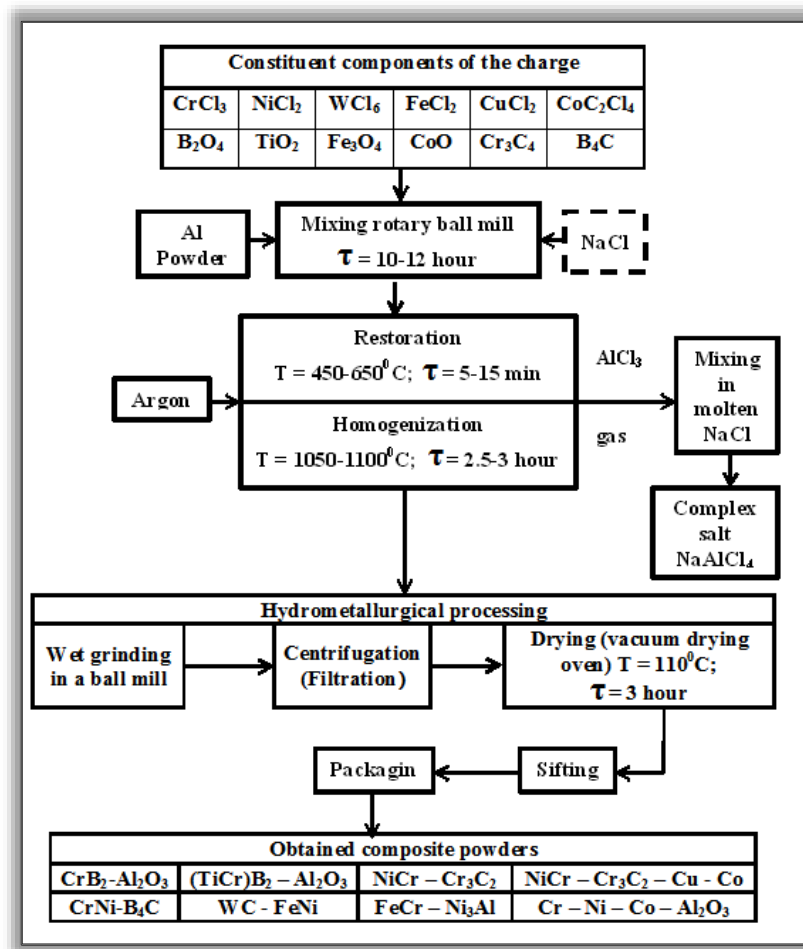 Constituent components of the charge
CrCl₃ NiCl₂ WCl₆ FeCl₂ CuCl₂ CoC₂Cl₄
B₂O₄ TiO₂ Fe₃O₄ CoO Cr₃C₄ B₄C
Al
Powder
Mixing rotary ball mill
τ = 10-12 hour
NaCl
Restoration
T = 450-650⁰C; τ = 5-15 min
Argon
Homogenization
T = 1050-1100⁰C; τ = 2.5-3 hour
AlCl₃
gas
Mixing
in
molten
NaCl
Complex
salt
NaAlCl₄
Hydrometallurgical processing
Wet grinding
in a ball mill
Centrifugation
(Filtration)
Drying (vacuum drying
oven) T = 110⁰C;
τ = 3 hour
Packagin
Sifting
Obtained composite powders
CrB₂-Al₂O₃ (TiCr)B₂ – Al₂O₃ NiCr – Cr₃C₂ NiCr – Cr₃C₂ – Cu - Co
CrNi-B₄C WC - FeNi FeCr – Ni₃Al Cr – Ni – Co – Al₂O₃